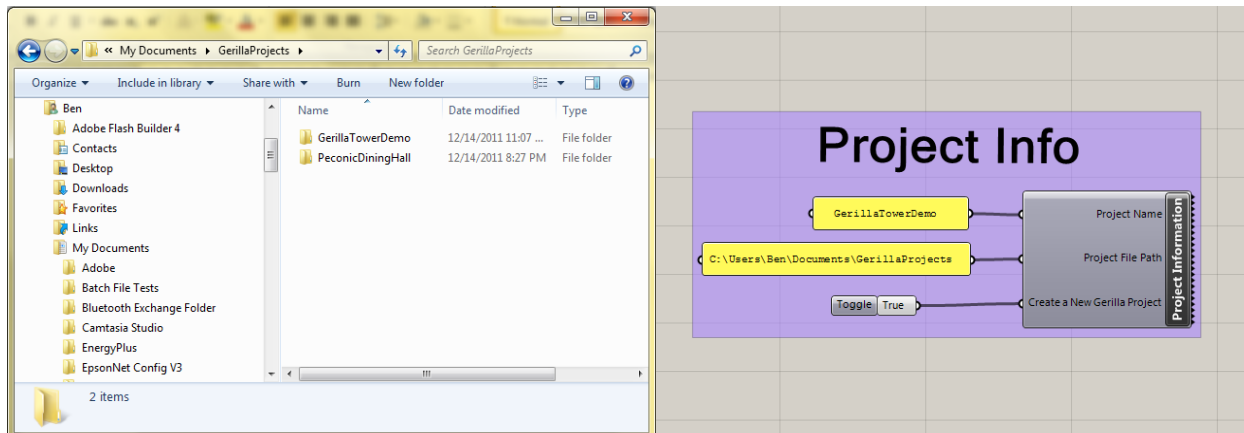 « My Documents ▸ GerillaProjects ▸
Search GerillaProjects
Organize
Include in library
Share with
Burn
New folder
Ben
Adobe Flash Builder 4
Contacts
Desktop
Downloads
Favorites
Links
My Documents
Adobe
Batch File Tests
Bluetooth Exchange Folder
Camtasia Studio
EnergyPlus
EpsonNet Config V3
Name Date modified Type
GerillaTowerDemo 12/14/2011 11:07 ... File folder
PeconicDiningHall 12/14/2011 8:27 PM File folder
2 items
Project Info
GerillaTowerDemo
C:\Users\Ben\Documents\GerillaProjects
Toggle True
Project Name
Project File Path
Create a New Gerilla Project
Project Information